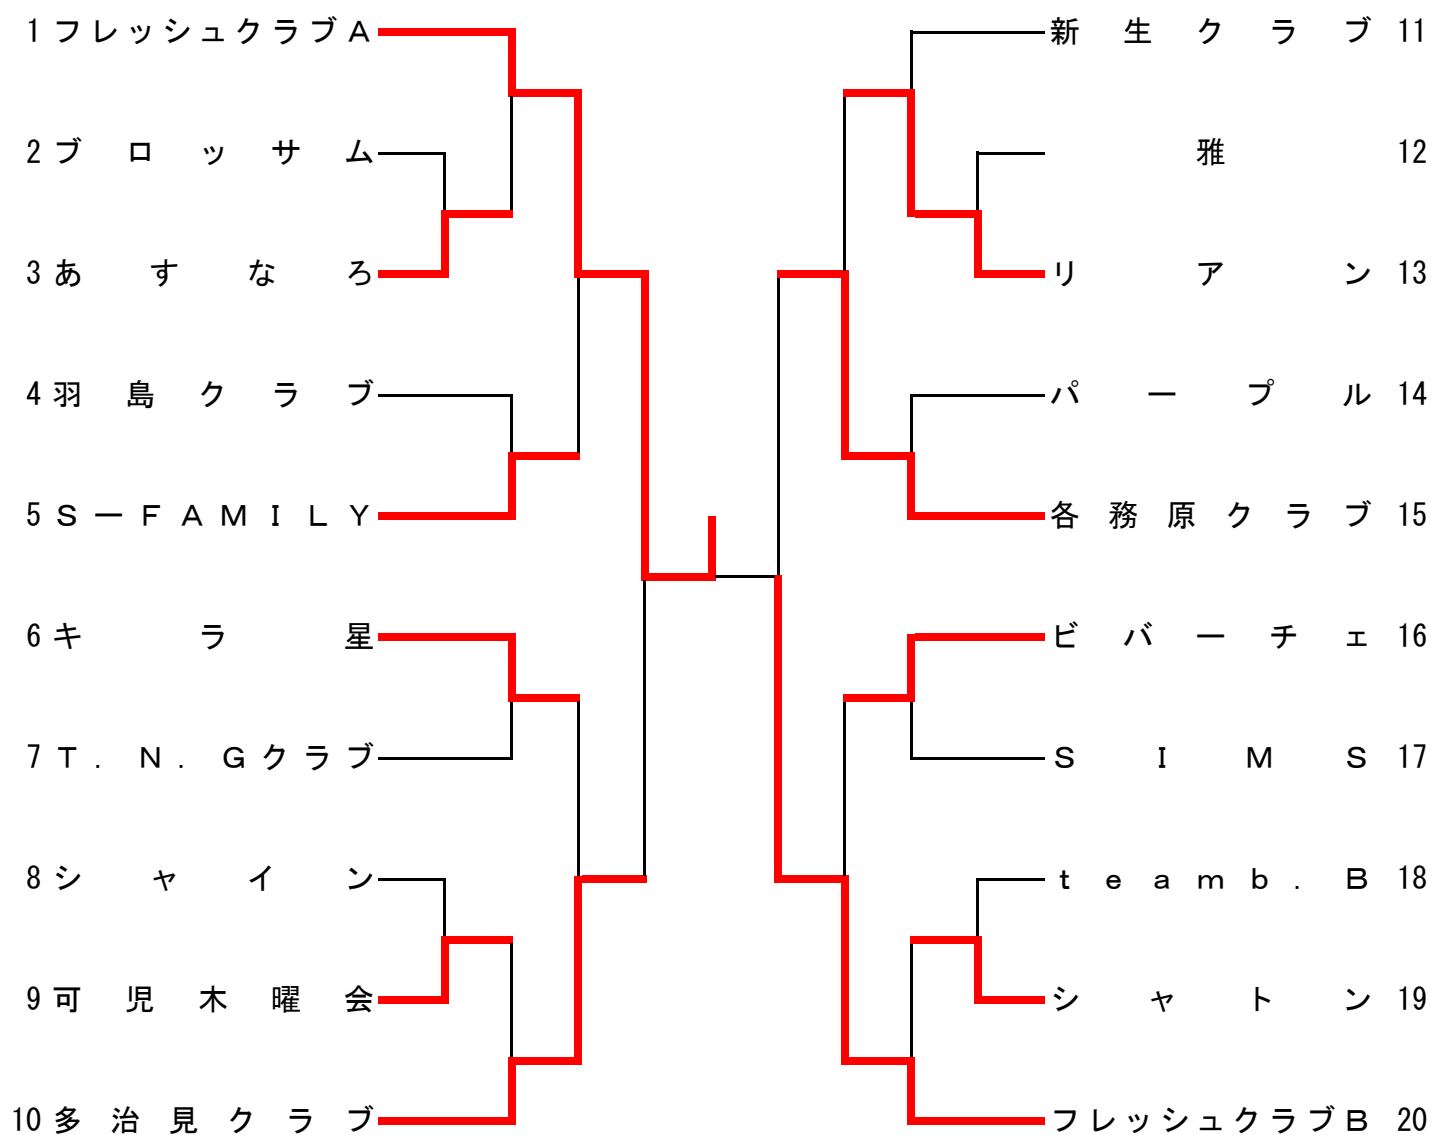 1 フレッシュクラブA
2 ブロッサム
3 あすなろ
4 羽島クラブ
5 S－FAMILY
6 キラ星
7 T．N．Gクラブ
8 シャイン
9 可児木曜会
10 多治見クラブ
新生クラブ 11
雅 12
リアン 13
パープル 14
各務原クラブ 15
ビバーチェ 16
SIMS 17
teamb．B 18
シャトン 19
フレッシュクラブB 20